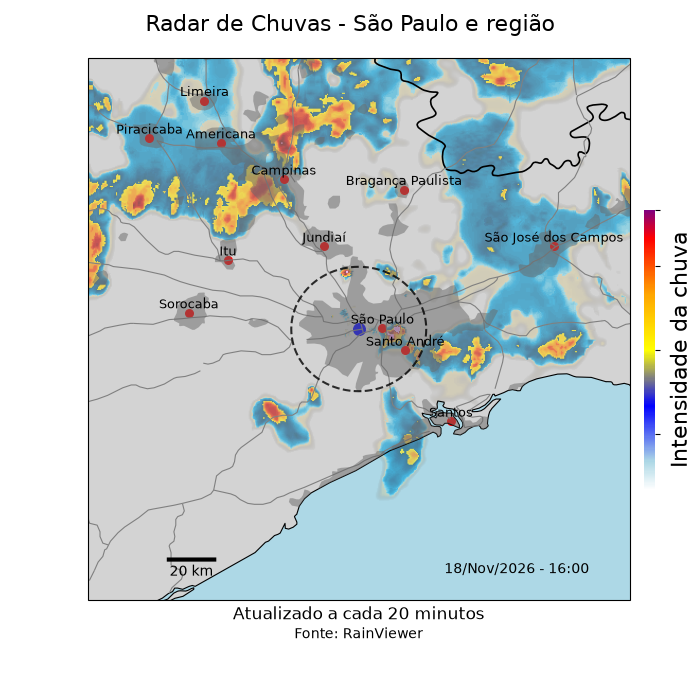 Radar de Chuvas - São Paulo e região
Limeira
Piracicaba
Americana
Campinas
Bragança Paulista
Jundiaí
São José dos Campos
Itu
Sorocaba
São Paulo
Santo André
Santos
Intensidade da chuva
20 km
18/Nov/2026 - 16:00
Atualizado a cada 20 minutos
Fonte: RainViewer